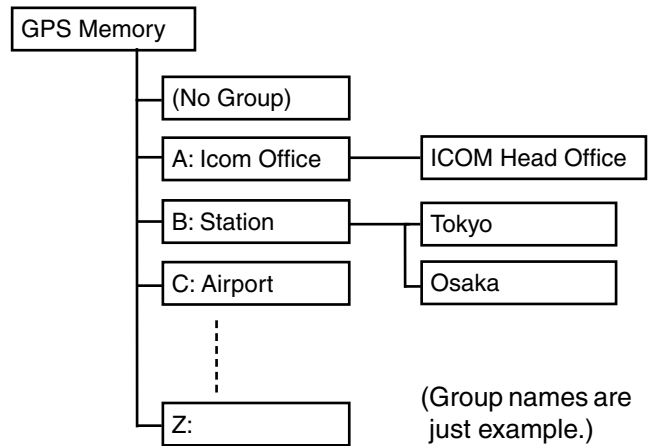 GPS Memory
(No Group)
A: Icom Office
ICOM Head Office
B: Station
Tokyo
C: Airport
Osaka
Z:
(Group names are
just example.)